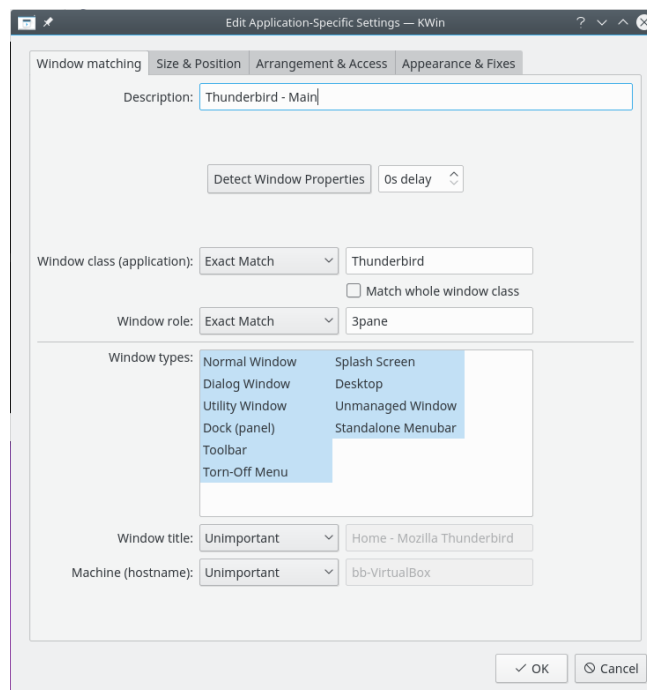 Edit Application-Specific Settings — KWin
Window matching Size & Position Arrangement & Access Appearance & Fixes
Description: Thunderbird - Main
Detect Window Properties 0s delay
Window class (application): Exact Match Thunderbird
Match whole window class
Window role: Exact Match 3pane
Window types: Normal Window Splash Screen
Dialog Window Desktop
Utility Window Unmanaged Window
Dock (panel) Standalone Menubar
Toolbar
Torn-Off Menu
Window title: Unimportant Home - Mozilla Thunderbird
Machine (hostname): Unimportant bb-VirtualBox
OK Cancel